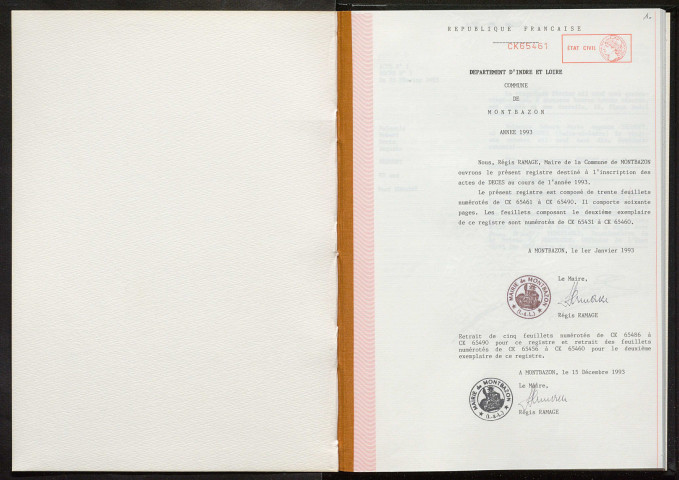 1.
REPUBLIQUE FRANCAISE
CK65461
ÉTAT CIVIL
DEPARTEMENT D'INDRE ET LOIRE
COMMUNE
DE
MONTBAZON
ANNEE 1993
Nous, Régis RAMAGE, Maire de la Commune de MONTBAZON
ouvrons le présent registre destiné à l'inscription des
actes de DECES au cours de l'année 1993.
Le présent registre est composé de trente feuillets
numérotés de CK 65461 à CK 65490. Il comporte soixante
pages. Les feuillets composant le deuxième exemplaire
de ce registre sont numérotés de CK 65431 à CK 65460.
A MONTBAZON, le 1er Janvier 1993
Le Maire,
MAIRIE de MONTBAZON
(I.-&-L.)
Régis RAMAGE
Retrait de cinq feuillets numérotés de CK 65486 à
CK 65490 pour ce registre et retrait des feuillets
numérotés de CK 65456 à CK 65460 pour le deuxième
exemplaire de ce registre.
A MONTBAZON, le 15 Décembre 1993
Le Maire,
MAIRIE de MONTBAZON
(I.-&-L.)
Régis RAMAGE